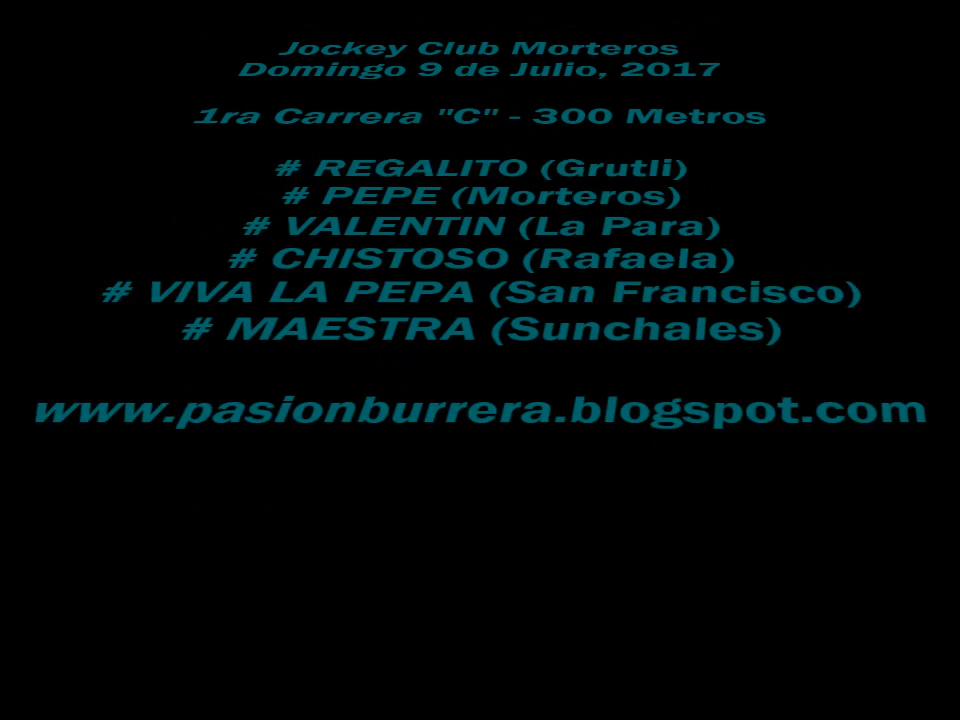 Jockey Club Morteros
Domingo 9 de Julio, 2017
1ra Carrera "C" - 300 Metros
# REGALITO (Grutli)
# PEPE (Morteros)
# VALENTIN (La Para)
# CHISTOSO (Rafaela)
# VIVA LA PEPA (San Francisco)
# MAESTRA (Sunchales)
www.pasionburrera.blogspot.com